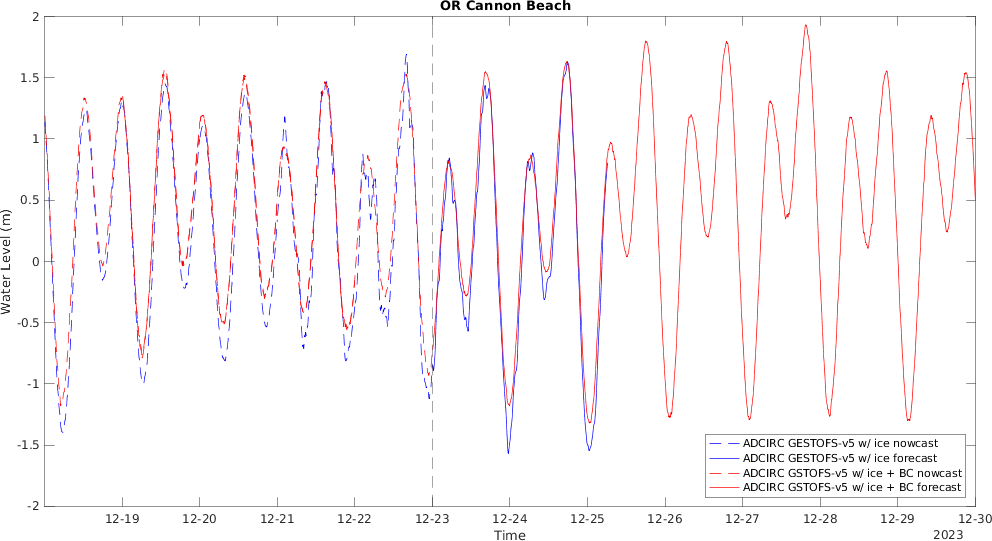 OR Cannon Beach
2
1.5
1
0.5
0
-0.5
-1
-1.5
-2
Water Level (m)
12-19 12-20 12-21 12-22 12-23 12-24 12-25 12-26 12-27 12-28 12-29 12-30
Time
2023
ADCIRC GESTOFS-v5 w/ ice nowcast
ADCIRC GESTOFS-v5 w/ ice forecast
ADCIRC GSTOFS-v5 w/ ice + BC nowcast
ADCIRC GSTOFS-v5 w/ ice + BC forecast